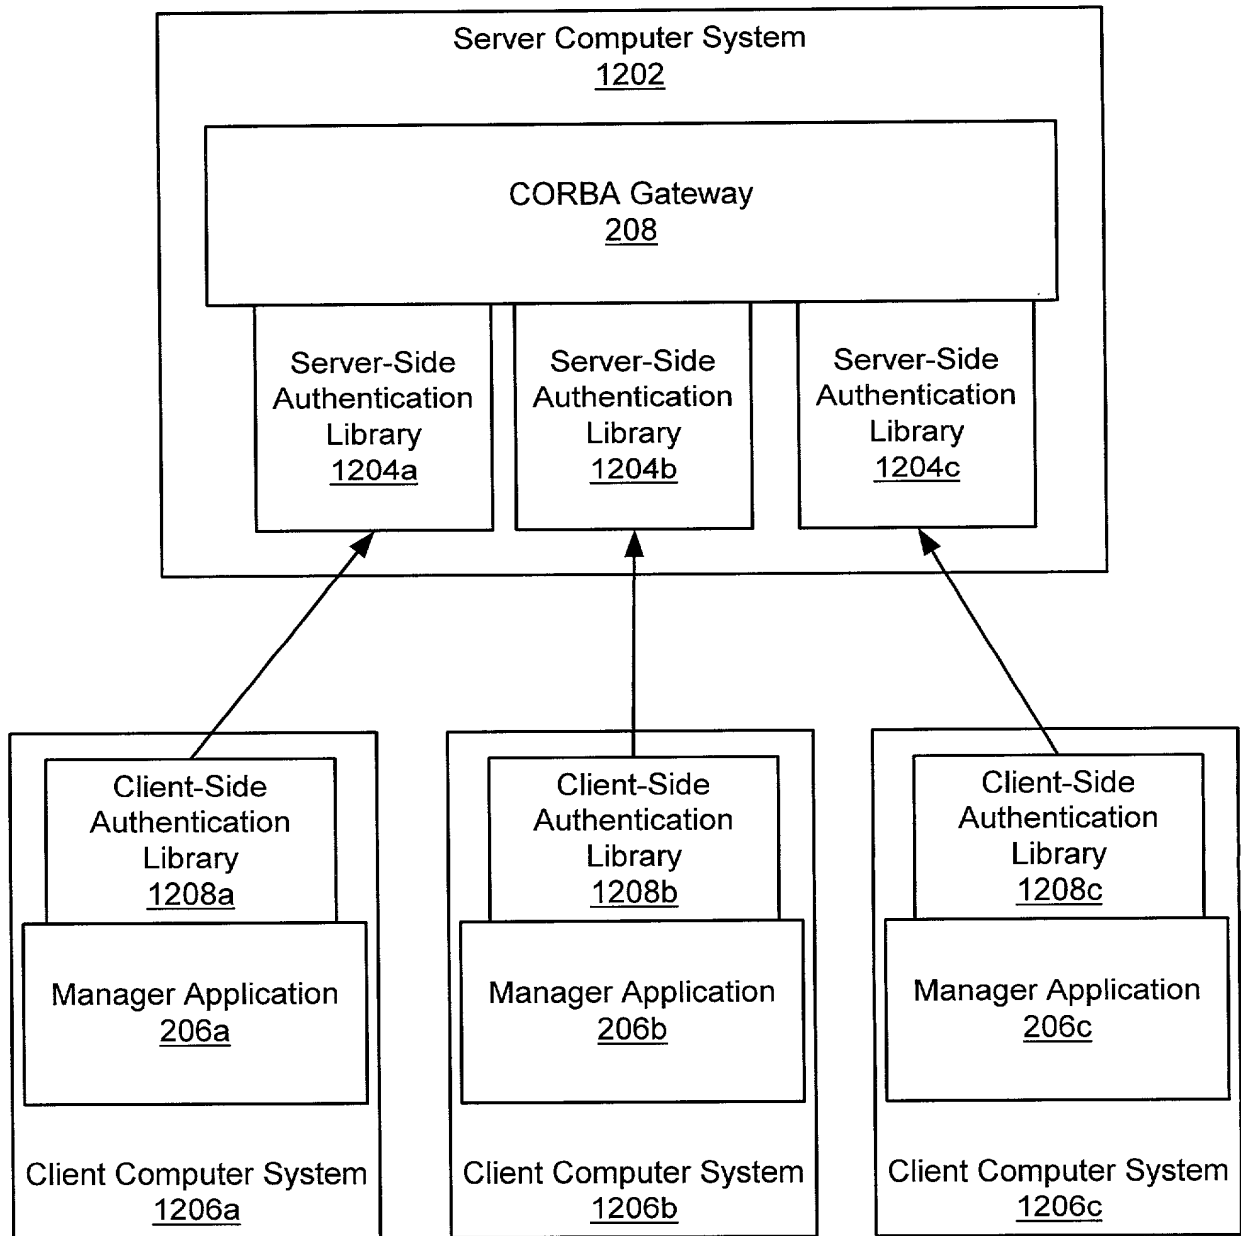 Server Computer System
1202
CORBA Gateway
208
Server-Side
Authentication
Library
1204a
Server-Side
Authentication
Library
1204b
Server-Side
Authentication
Library
1204c
Client-Side
Authentication
Library
1208a
Manager Application
206a
Client Computer System
1206a
Client-Side
Authentication
Library
1208b
Manager Application
206b
Client Computer System
1206b
Client-Side
Authentication
Library
1208c
Manager Application
206c
Client Computer System
1206c